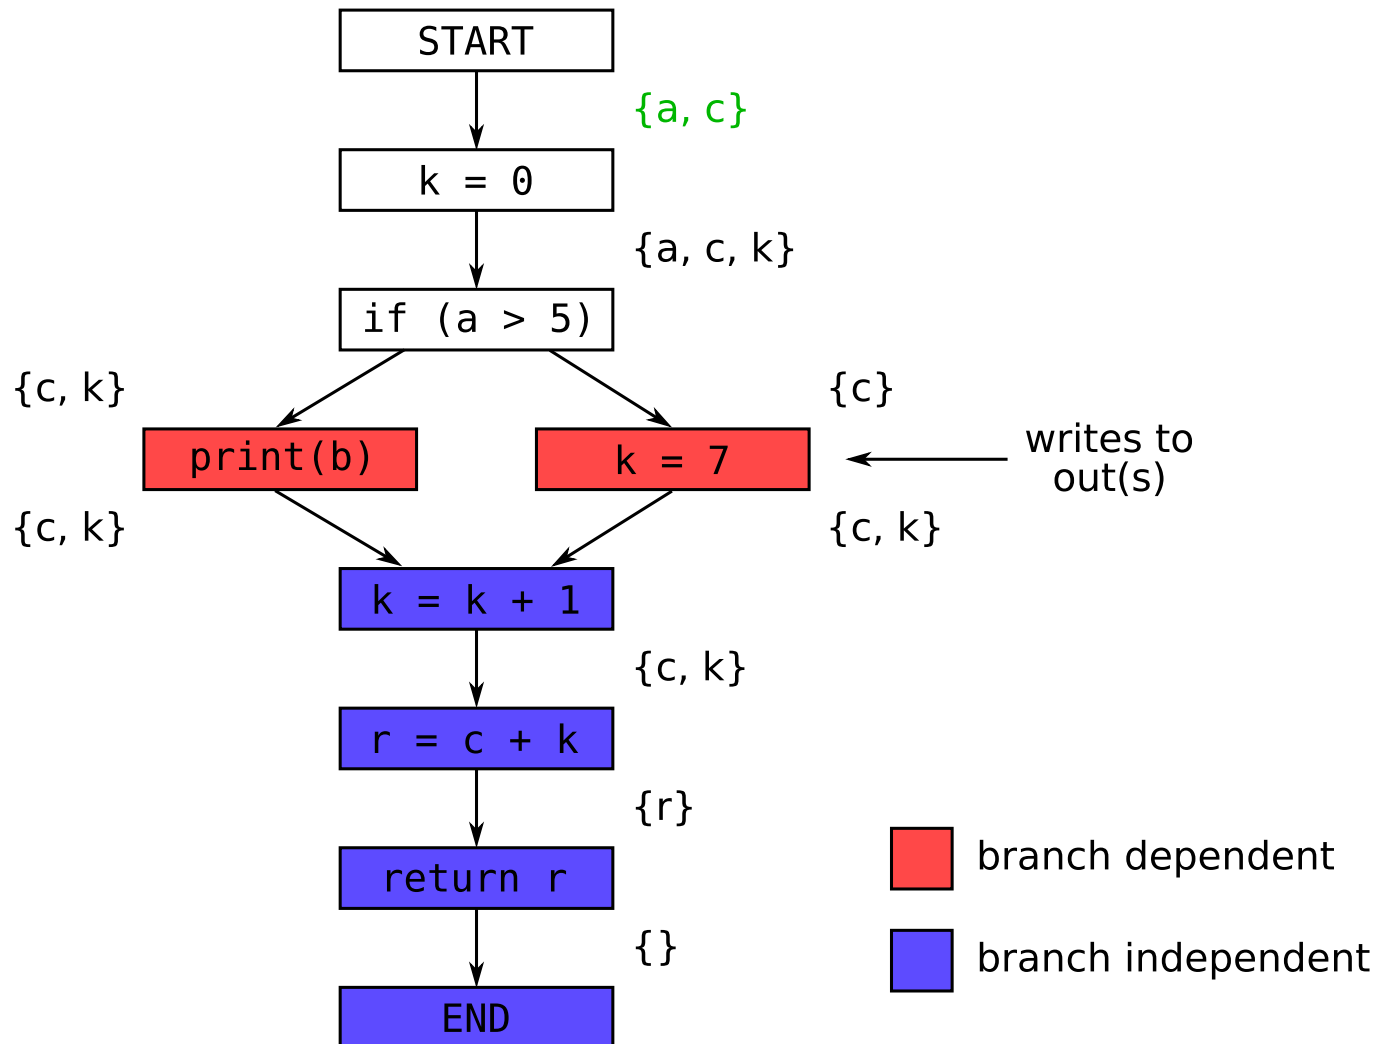 START
{a, c}
k = 0
{a, c, k}
if (a > 5)
{c, k}
{c}
print(b)
k = 7
writes to
out(s)
{c, k}
{c, k}
k = k + 1
{c, k}
r = c + k
{r}
return r
{}
END
branch dependent
branch independent